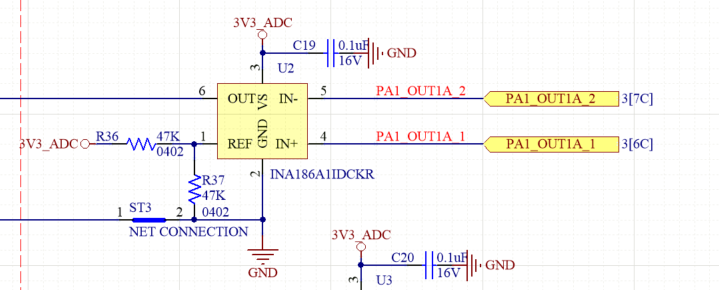 3V3_ADC
C19 0.1uF GND
16V
3 U2
6 OUT VS IN- 5 PA1_OUT1A_2 PA1_OUT1A_2 3[7C]
3V3_ADC R36 47K 1 REF GND IN+ 4 PA1_OUT1A_1 PA1_OUT1A_1 3[6C]
0402
2 INA186A1IDCKR
R37
47K
0402
ST3
1 2
NET CONNECTION
GND
3V3_ADC
C20 0.1uF GND
16V
3 U3